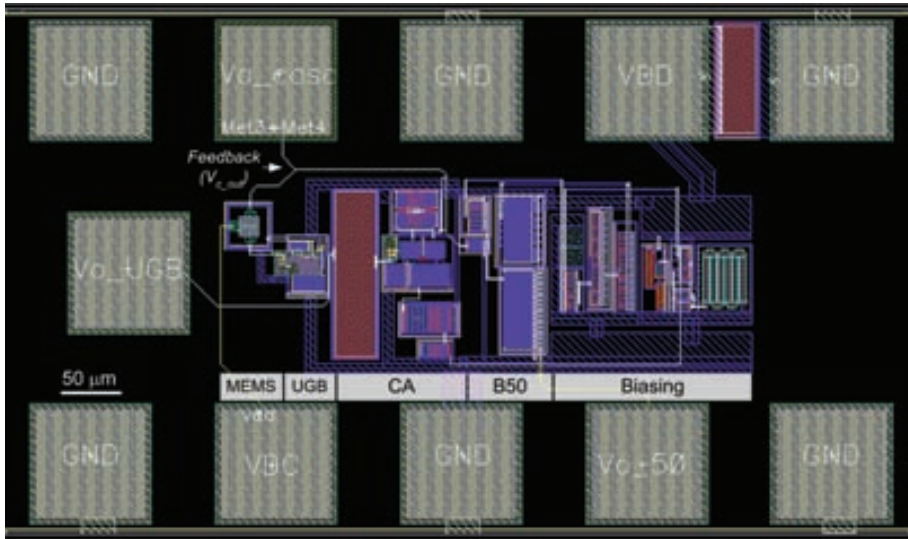 GND
Vo_casc
GND
VDD
GND
Met3+Met4
Feedback
(V
Vo_UGB
50 μm
MEMS
UGB
CA
B50
Biasing
GND
VDC
GND
Vo_50
GND